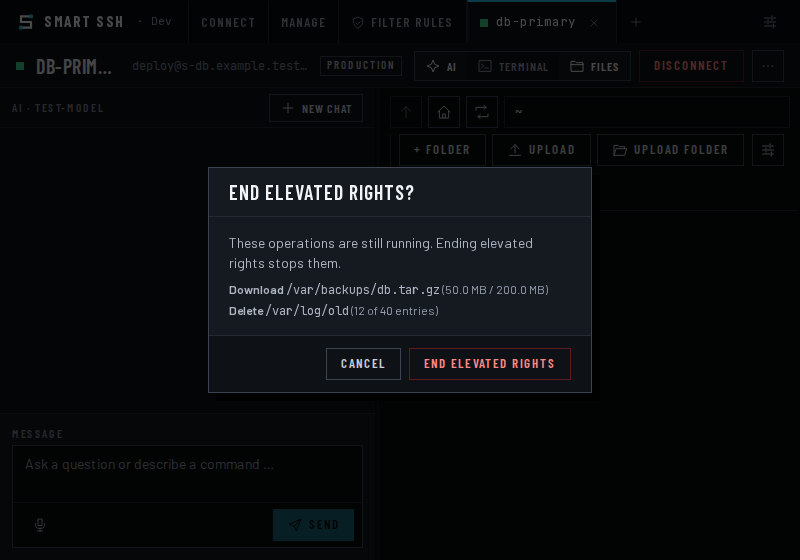 SMART SSH · Dev CONNECT MANAGE FILTER RULES db-primary
DB-PRIM... deploy@s-db.example.test… PRODUCTION AI TERMINAL FILES DISCONNECT ...
AI · TEST-MODEL NEW CHAT
~
+ FOLDER UPLOAD UPLOAD FOLDER
END ELEVATED RIGHTS?
These operations are still running. Ending elevated
rights stops them.
Download /var/backups/db.tar.gz (50.0 MB / 200.0 MB)
Delete /var/log/old (12 of 40 entries)
CANCEL END ELEVATED RIGHTS
MESSAGE
Ask a question or describe a command ...
SEND